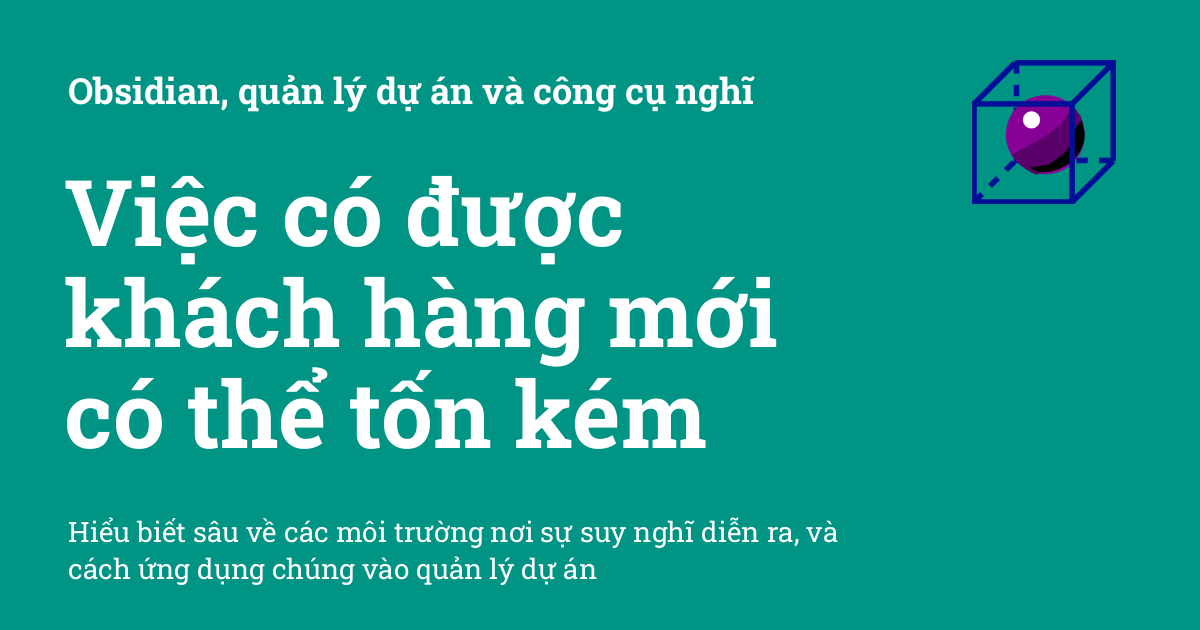 Obsidian, quản lý dự án và công cụ nghĩ
Việc có được
khách hàng mới
có thể tốn kém
Hiểu biết sâu về các môi trường nơi sự suy nghĩ diễn ra, và
cách ứng dụng chúng vào quản lý dự án